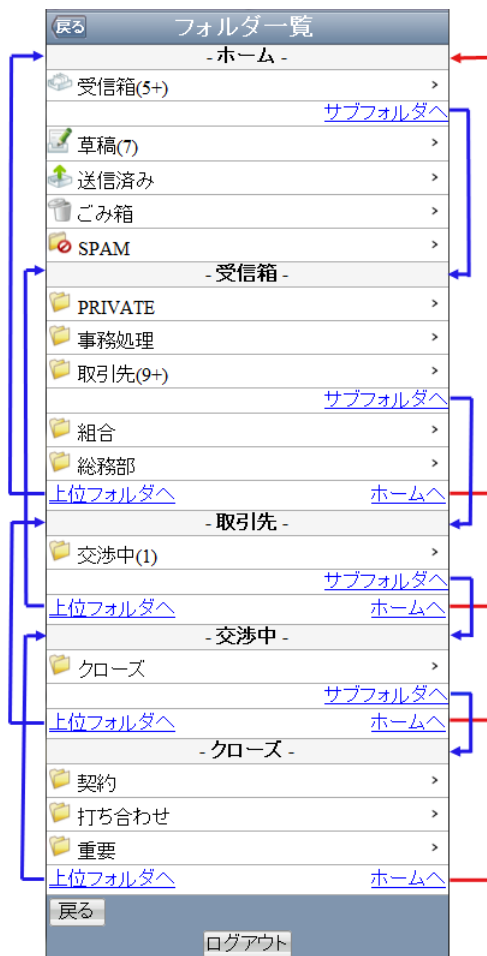 戻る フォルダ一覧
- ホーム -
受信箱(5+)
サブフォルダへ
草稿(7)
送信済み
ごみ箱
SPAM
- 受信箱 -
PRIVATE
事務処理
取引先(9+)
サブフォルダへ
組合
総務部
上位フォルダへ ホームへ
- 取引先 -
交渉中(1)
サブフォルダへ
上位フォルダへ ホームへ
- 交渉中 -
クローズ
サブフォルダへ
上位フォルダへ ホームへ
- クローズ -
契約
打ち合わせ
重要
上位フォルダへ ホームへ
戻る
ログアウト